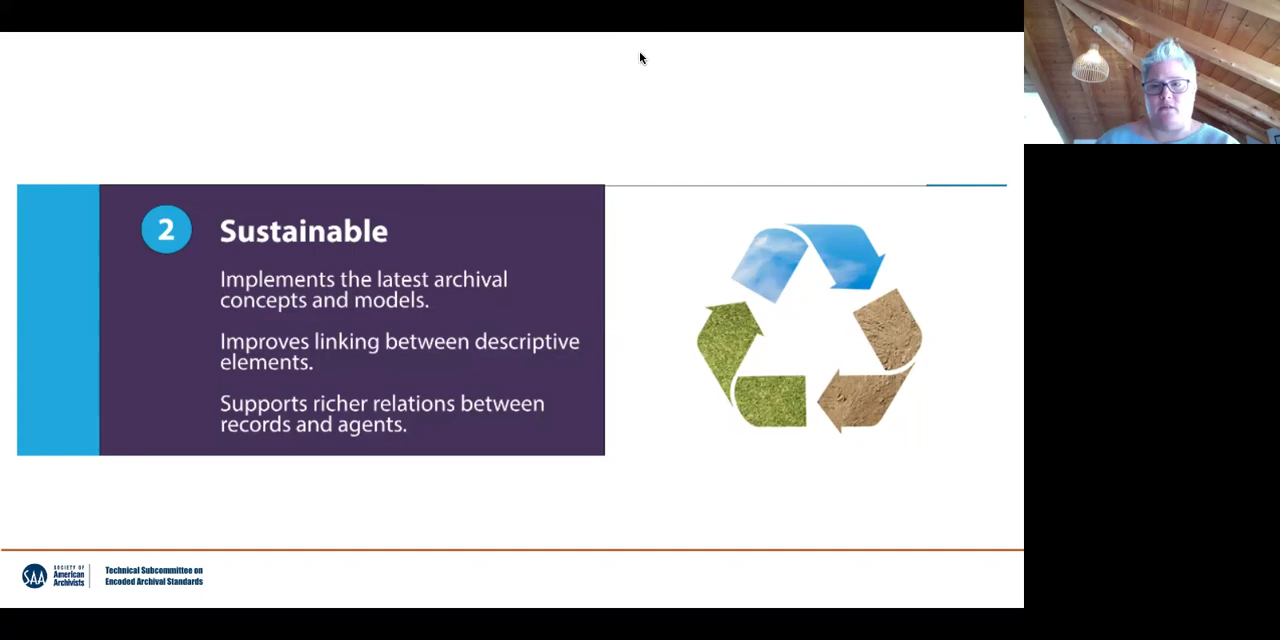 2
Sustainable
Implements the latest archival
concepts and models.
Improves linking between descriptive
elements.
Supports richer relations between
records and agents.
SAA
SOCIETY OF
American
Archivists
Technical Subcommittee on
Encoded Archival Standards